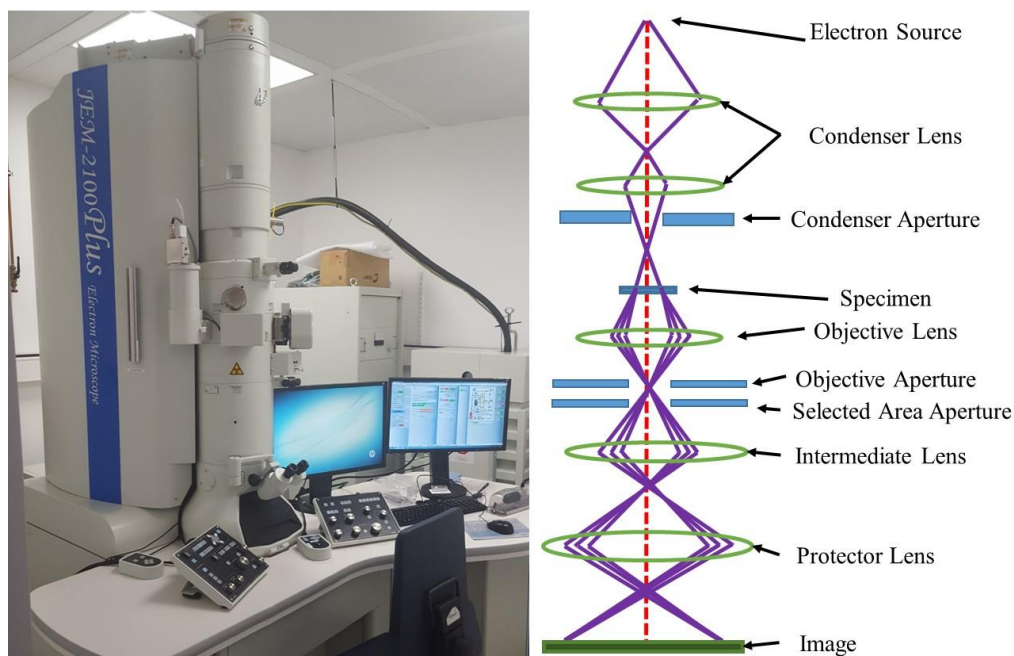 JEM-2100Plus Electron Microscope
Electron Source
Condenser Lens
Condenser Aperture
Specimen
Objective Lens
Objective Aperture
Selected Area Aperture
Intermediate Lens
Protector Lens
Image